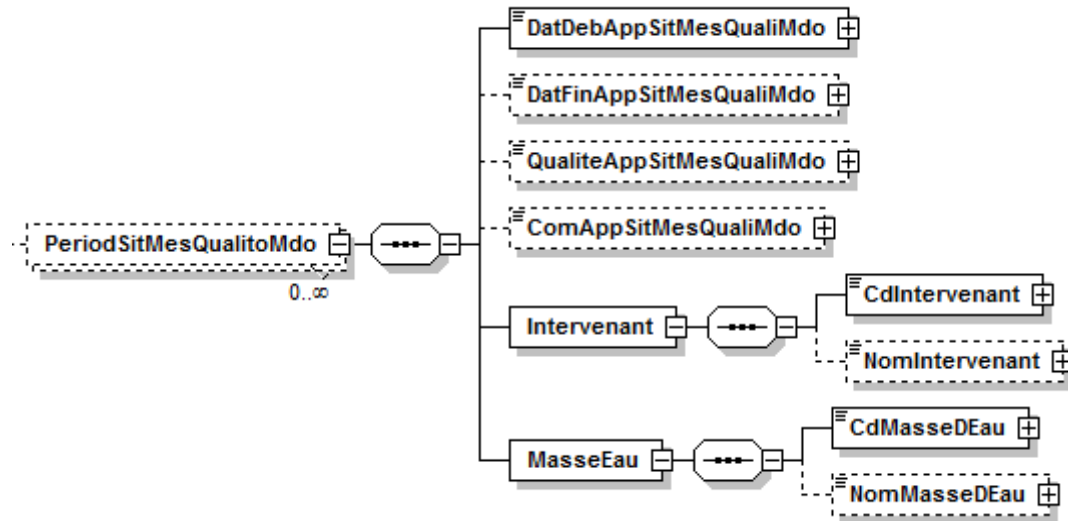 DatDebAppSitMesQualiMdo
DatFinAppSitMesQualiMdo
QualiteAppSitMesQualiMdo
ComAppSitMesQualiMdo
PeriodSitMesQualitoMdo
0..∞
Intervenant
CdIntervenant
NomIntervenant
MasseEau
CdMasseDEau
NomMasseDEau